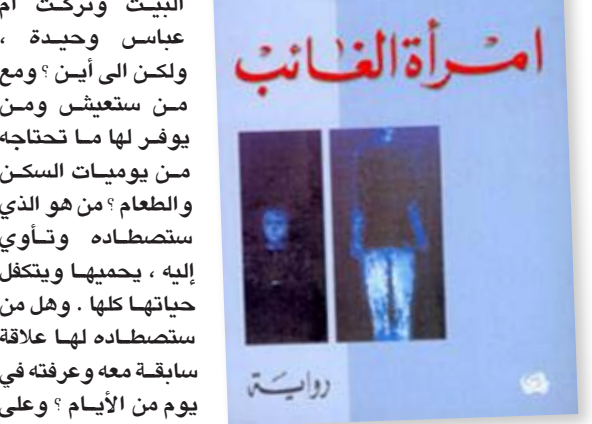 البيت وتركت أم
عباس وحيدة ،
ولكن الى أين ؟ ومع
من ستعيش ومن
يوفر لها ما تحتاجه
من يوميات السكن
والطعام ؟ من هو الذي
ستصطاده وتأوي
إليه ، يحميها ويتكفل
حياتها كلها . وهل من
ستصطاده لها علاقة
سابقة معه وعرفته في
يوم من الأيام ؟ وعلى
امرأة الغائب
رواية